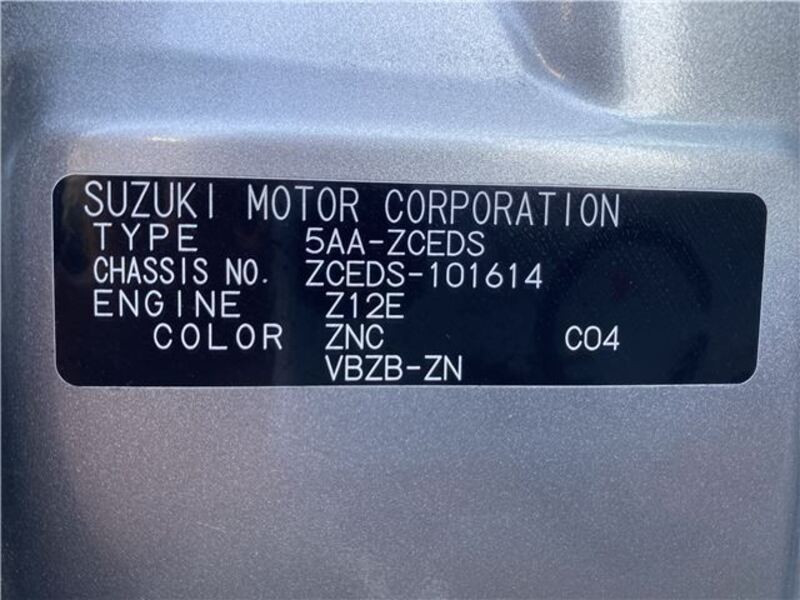 SUZUKI MOTOR CORPORATION
TYPE 5AA-ZCEDS
CHASSIS NO. ZCEDS-101614
ENGINE Z12E
COLOR ZNC C04
VBZB-ZN